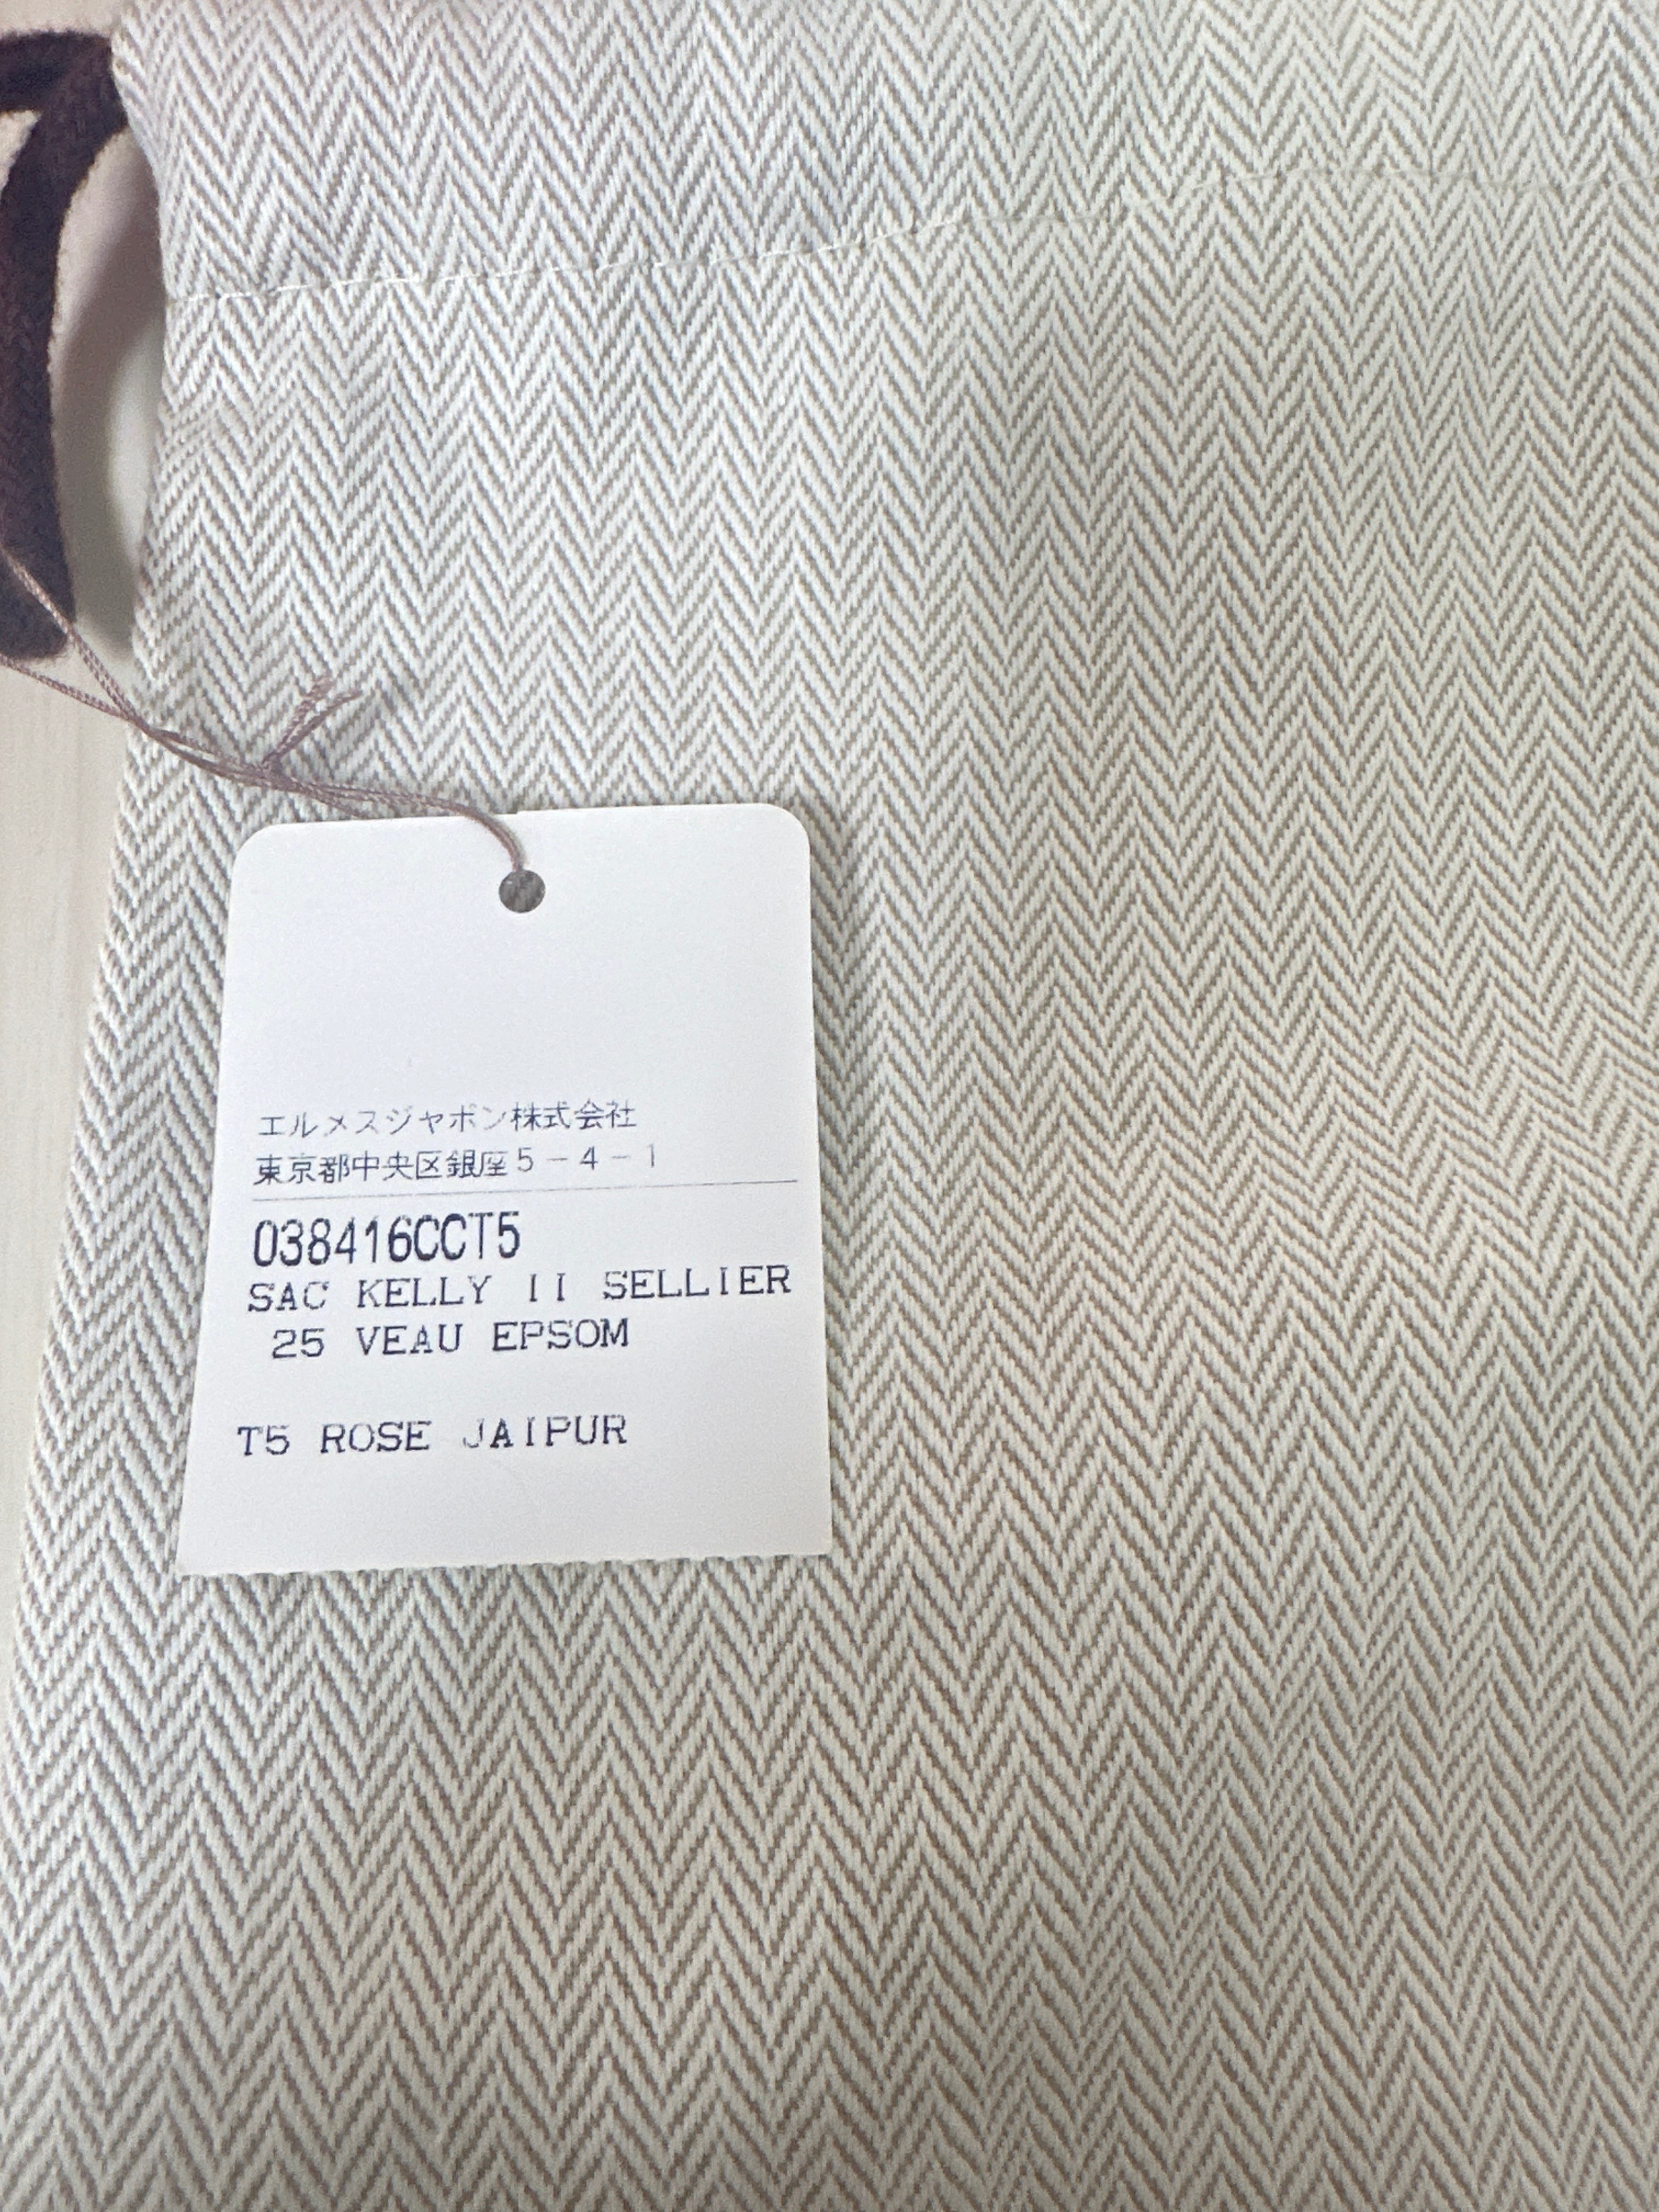 エルメスジャポン株式会社
東京都中央区銀座5-4-1
038416CCT5
SAC KELLY II SELLIER
25 VEAU EPSOM
T5 ROSE JAIPUR